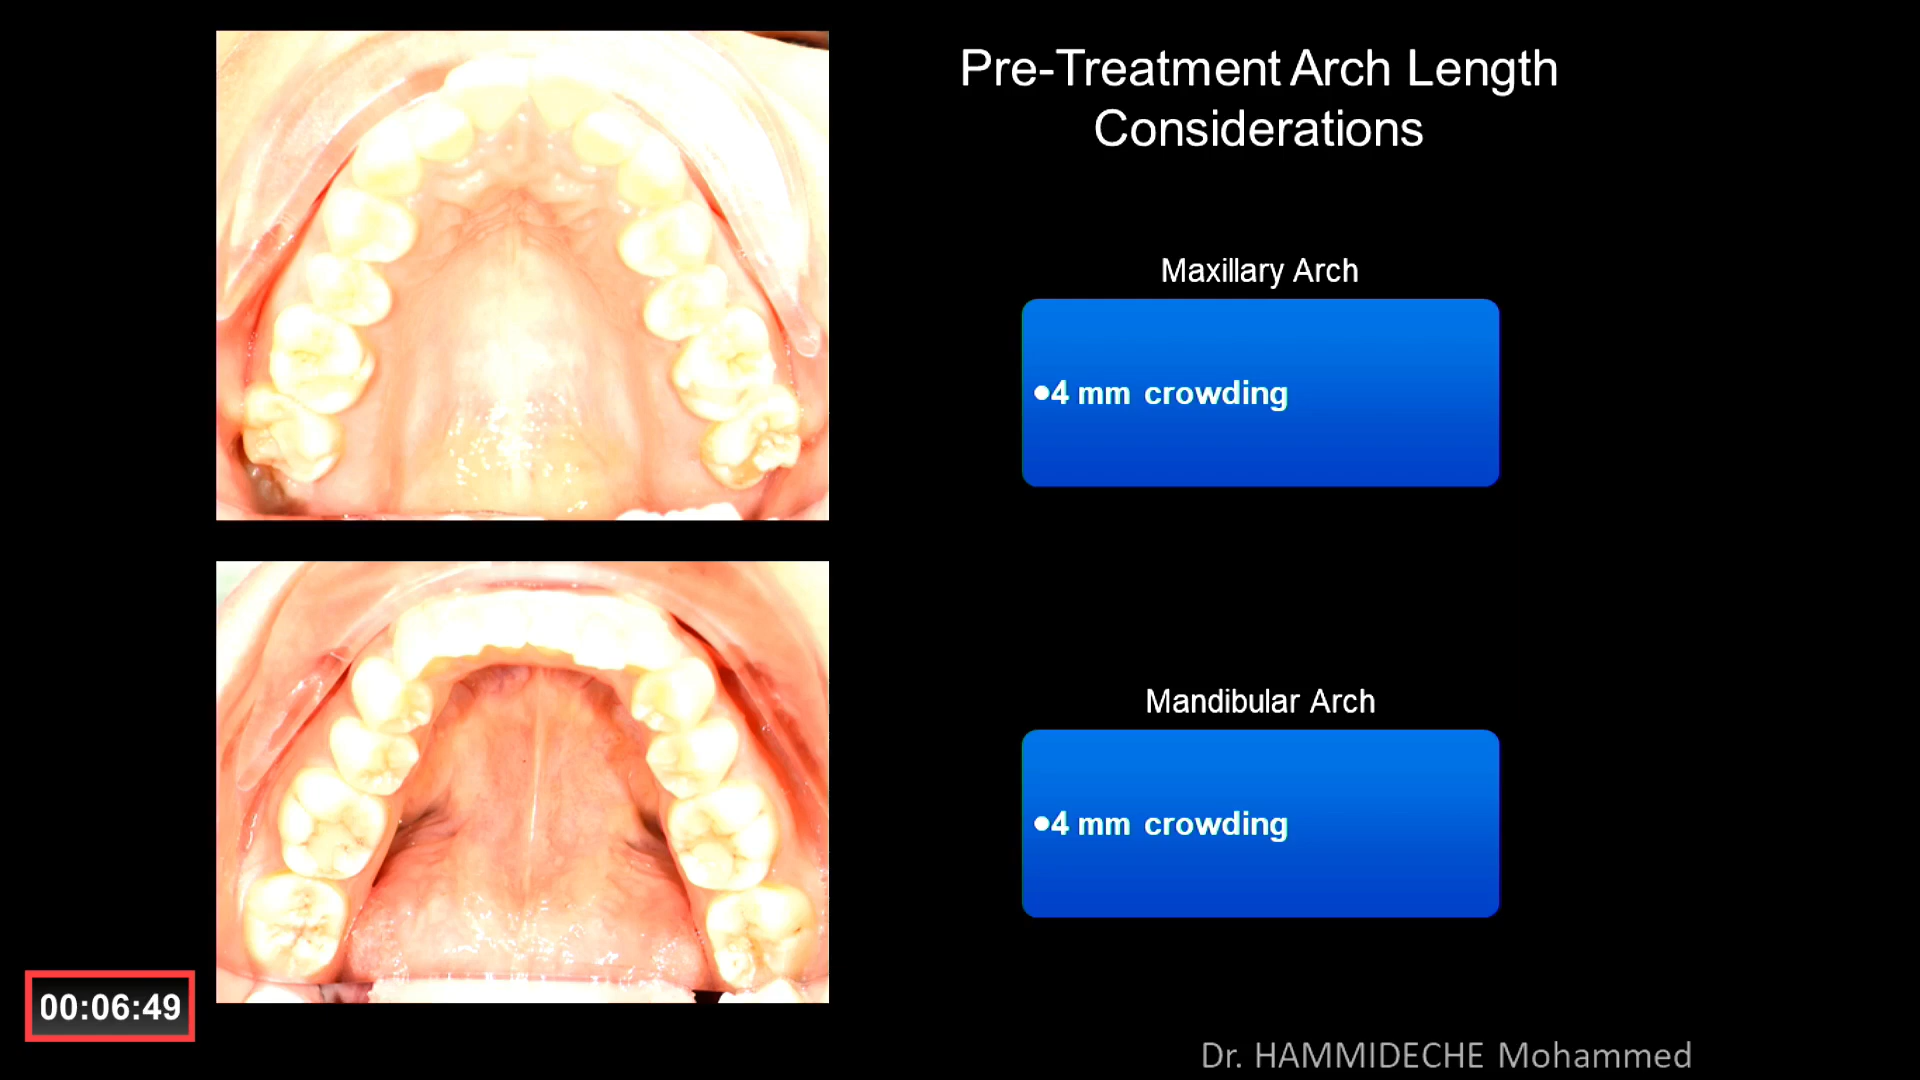 Pre-Treatment Arch Length
Considerations
Maxillary Arch
•4 mm crowding
Mandibular Arch
•4 mm crowding
00:06:49
Dr. HAMMIDECHE Mohammed